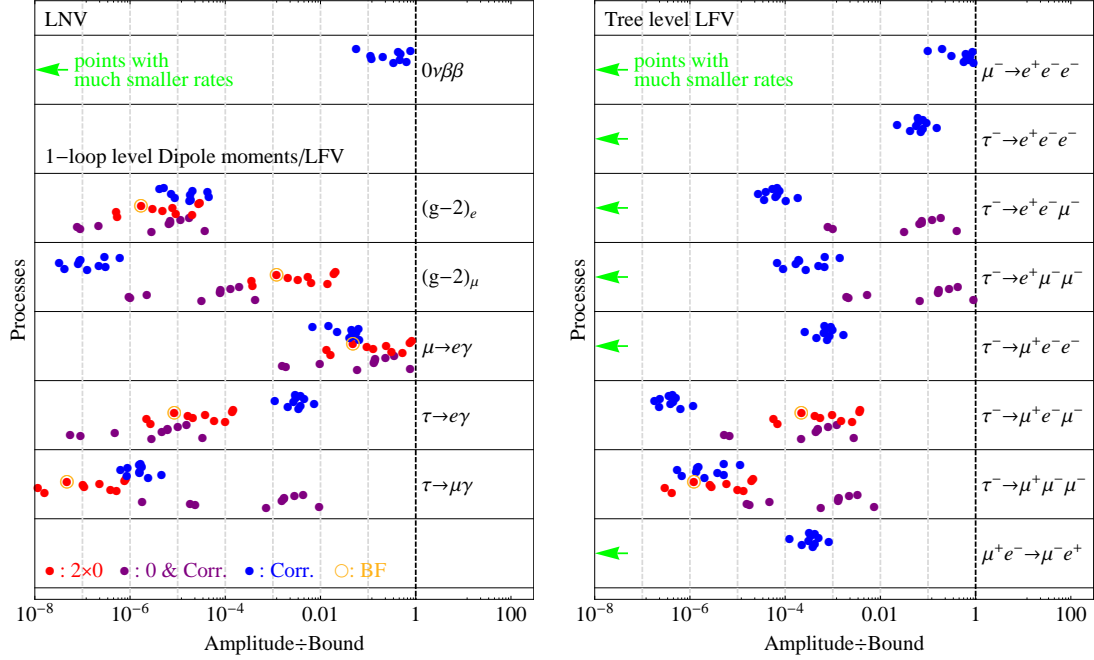 LNV
points with
much smaller rates
0νββ
1−loop level Dipole moments/LFV
(g−2)e
(g−2)μ
μ→eγ
τ→eγ
τ→μγ
: 2×0 : 0 & Corr. : Corr. : BF
10−8 10−6 10−4 0.01 1 100
Amplitude÷Bound
Processes
Tree level LFV
points with
much smaller rates
μ−→e+e−e−
τ−→e+e−e−
τ−→e+e−μ−
τ−→e+μ−μ−
τ−→μ+e−e−
τ−→μ+e−μ−
τ−→μ+μ−μ−
μ+e−→μ−e+
10−8 10−6 10−4 0.01 1 100
Amplitude÷Bound
Processes